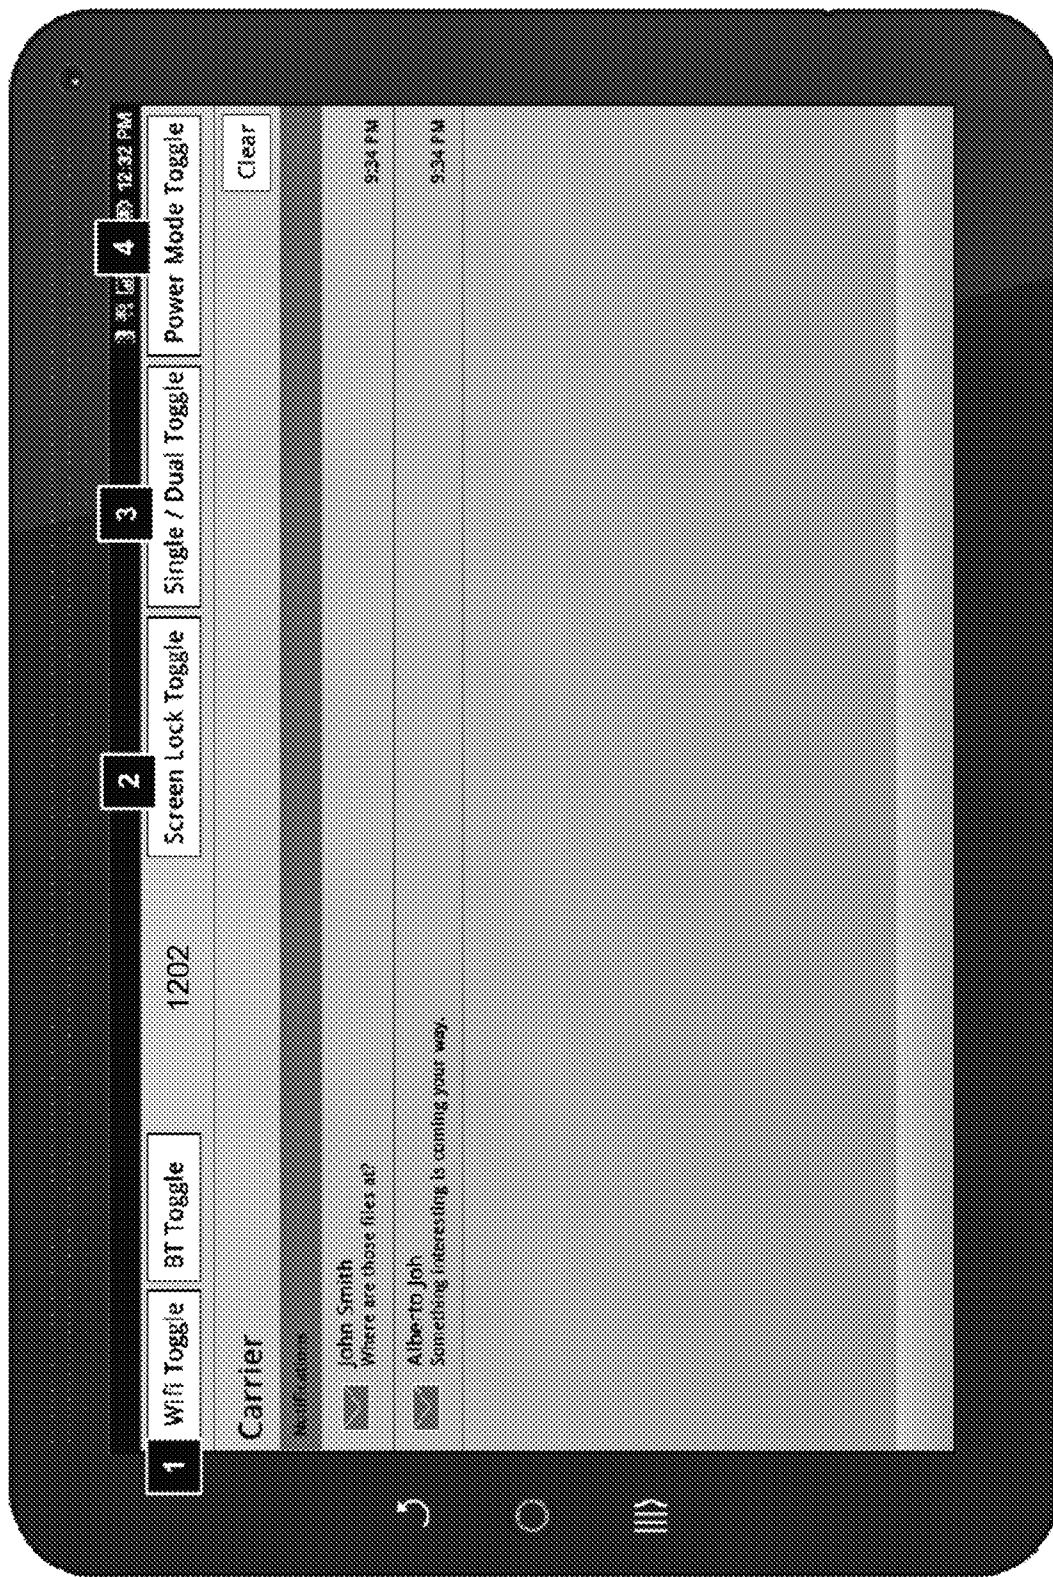 12:32 PM
1
2
3
4
Wifi Toggle
BT Toggle
1202
Screen Lock Toggle
Single / Dual Toggle
Power Mode Toggle
Carrier
Clear
Notifications
John Smith
Where are those files at?
9:34 PM
Alberto Joh
Something interesting is coming your way.
9:34 PM